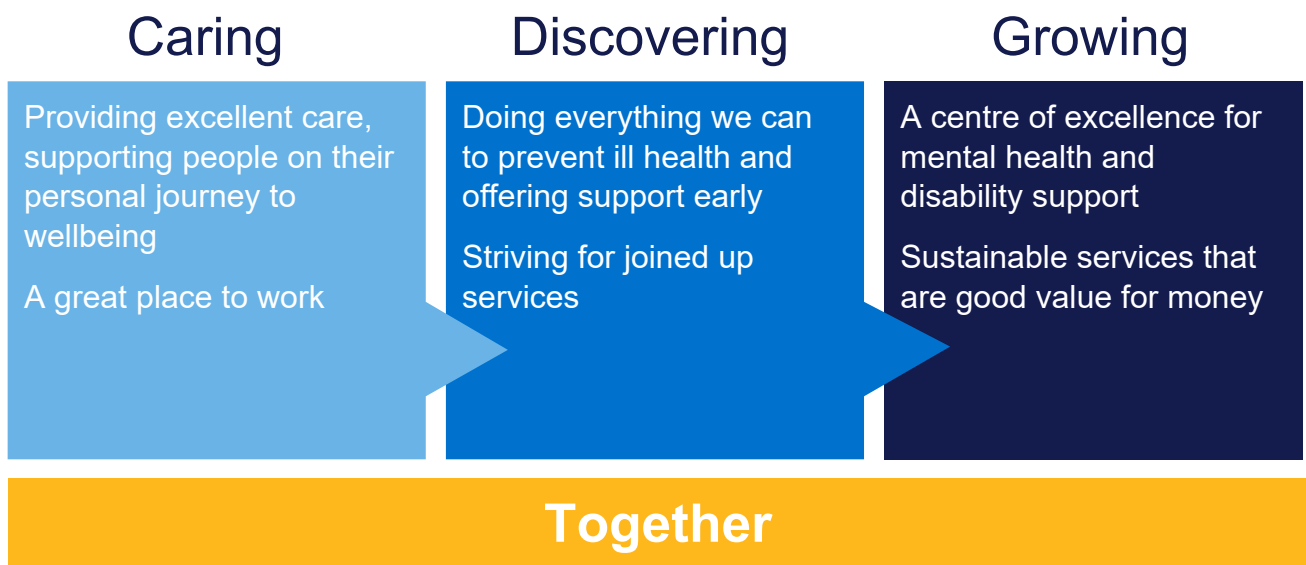 Caring
Providing excellent care,
supporting people on their
personal journey to
wellbeing
A great place to work
Discovering
Doing everything we can
to prevent ill health and
offering support early
Striving for joined up
services
Growing
A centre of excellence for
mental health and
disability support
Sustainable services that
are good value for money
Together